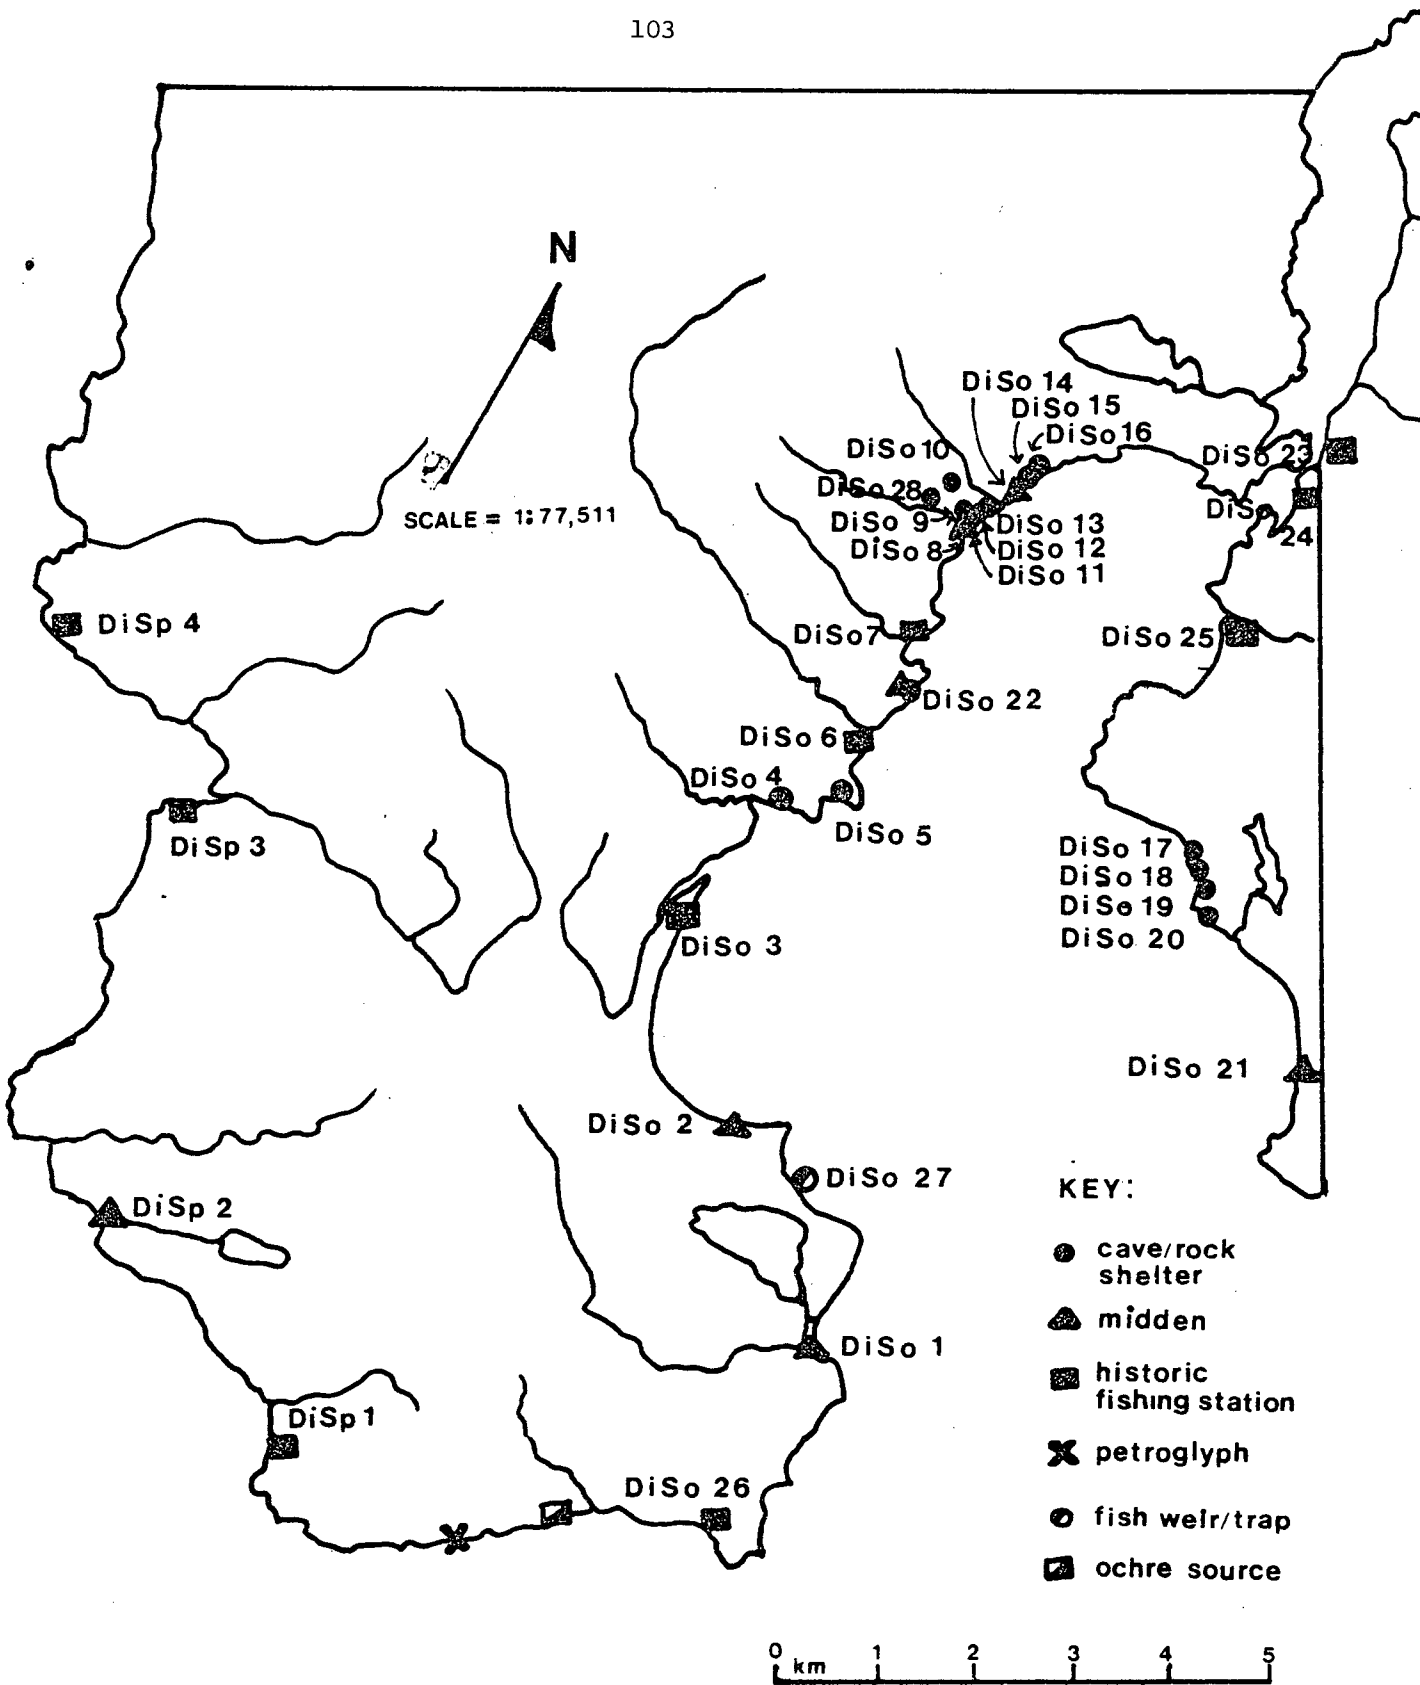 103
N
SCALE = 1:77,511
DiSo 14
DiSo 15
DiSo 16
DiSo 10
DiSo 23
DiSo 28
DiSo 9
DiSo 8
DiSo 13
DiSo 12
DiSo 11
DiSo
24
DiSp 4
DiSo7
DiSo 25
DiSo 22
DiSo 6
DiSo 4
DiSo 5
DiSp 3
DiSo 17
DiSo 18
DiSo 19
DiSo 20
DiSo 3
DiSo 21
DiSo 2
DiSo 27
DiSp 2
DiSo 1
DiSp 1
DiSo 26
KEY:
cave/rock
shelter
midden
historic
fishing station
petroglyph
fish weir/trap
ochre source
0 1 2 3 4 5
km